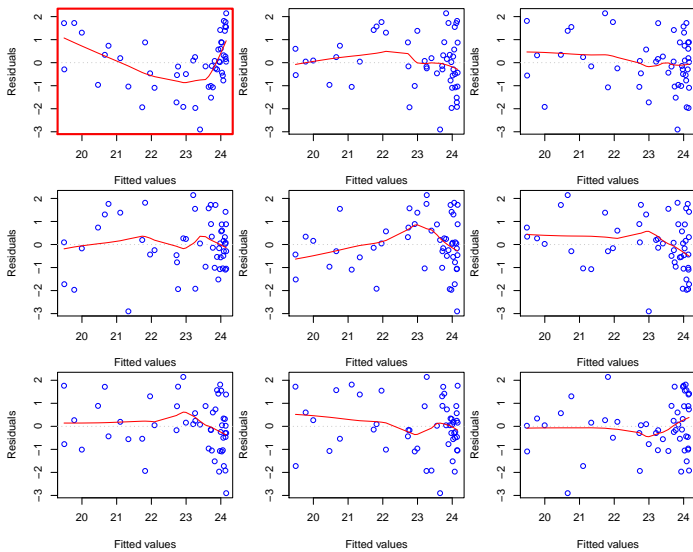 2 2 2
1 1 1
Residuals Residuals Residuals
0 0 0
−1 −1 −1
−2 −2 −2
−3 −3 −3
20 21 22 23 24 20 21 22 23 24 20 21 22 23 24
Fitted values Fitted values Fitted values
2 2 2
1 1 1
Residuals Residuals Residuals
0 0 0
−1 −1 −1
−2 −2 −2
−3 −3 −3
20 21 22 23 24 20 21 22 23 24 20 21 22 23 24
Fitted values Fitted values Fitted values
2 2 2
1 1 1
Residuals Residuals Residuals
0 0 0
−1 −1 −1
−2 −2 −2
−3 −3 −3
20 21 22 23 24 20 21 22 23 24 20 21 22 23 24
Fitted values Fitted values Fitted values